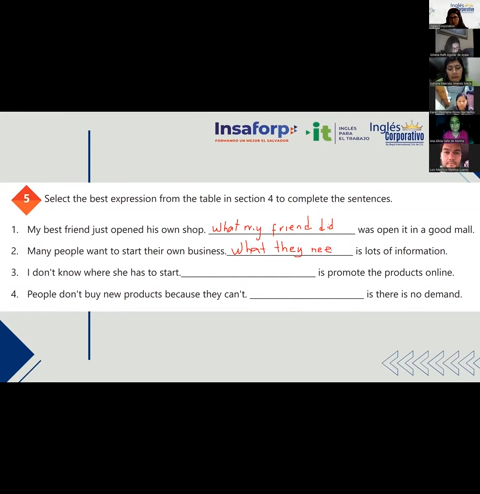 Insaforp
FORMANDO UN MEJOR EL SALVADOR
it
INGLÉS
PARA
EL TRABAJO
Inglés
Corporativo
5 Select the best expression from the table in section 4 to complete the sentences.
1. My best friend just opened his own shop. What my friend dd was open it in a good mall.
2. Many people want to start their own business. What they nee is lots of information.
3. I don't know where she has to start. is promote the products online.
4. People don't buy new products because they can't. is there is no demand.